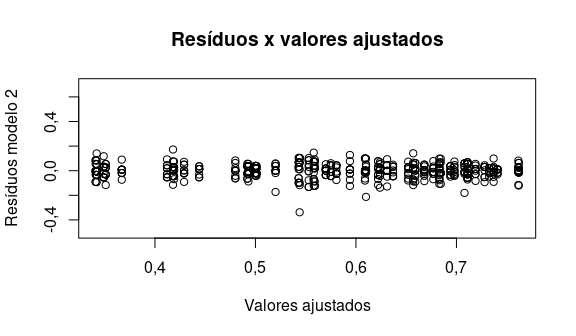 Resíduos x valores ajustados
Resíduos modelo 2
0,4
0,0
-0,4
0,4
0,5
0,6
0,7
Valores ajustados